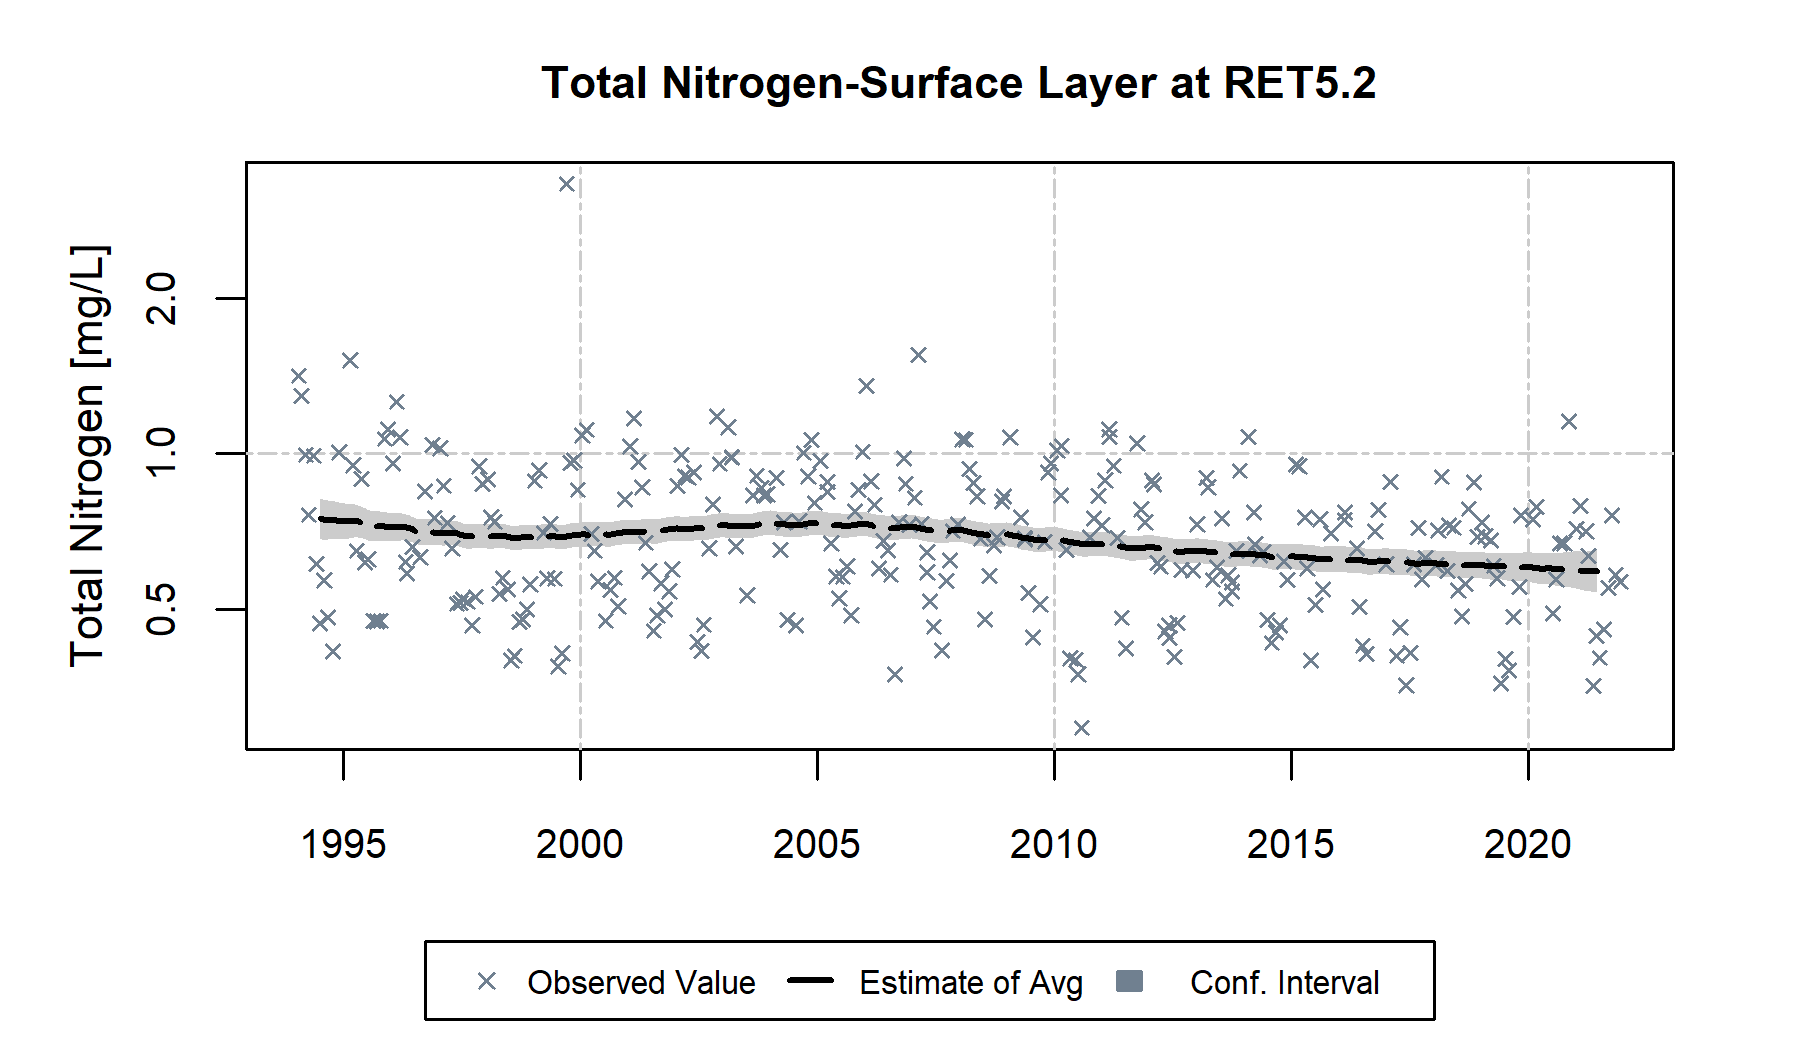 Total Nitrogen-Surface Layer at RET5.2
Total Nitrogen [mg/L]
2.0
1.0
0.5
1995 2000 2005 2010 2015 2020
Observed Value Estimate of Avg Conf. Interval